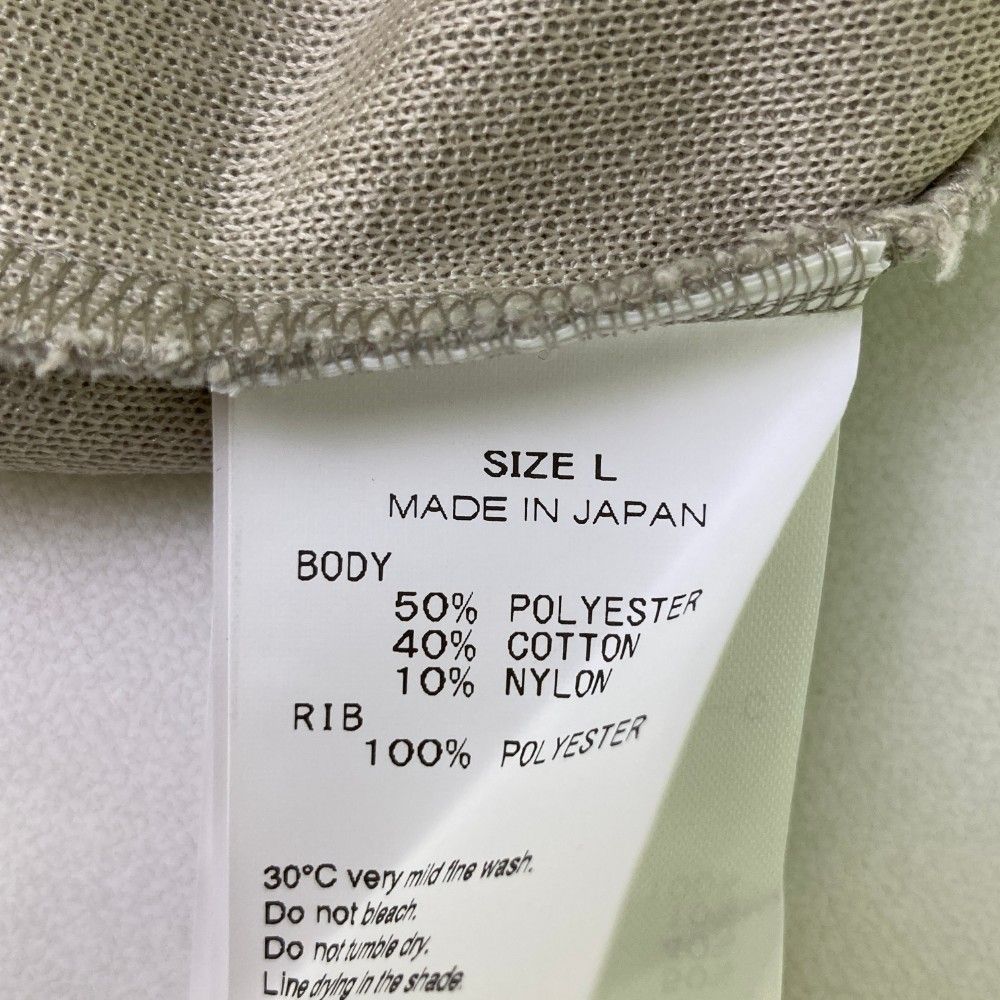 SIZE L
MADE IN JAPAN
BODY
50% POLYESTER
40% COTTON
10% NYLON
RIB
100% POLYESTER
30°C very mild fine wash.
Do not bleach.
Do not tumble dry.
Line drying in the shade.